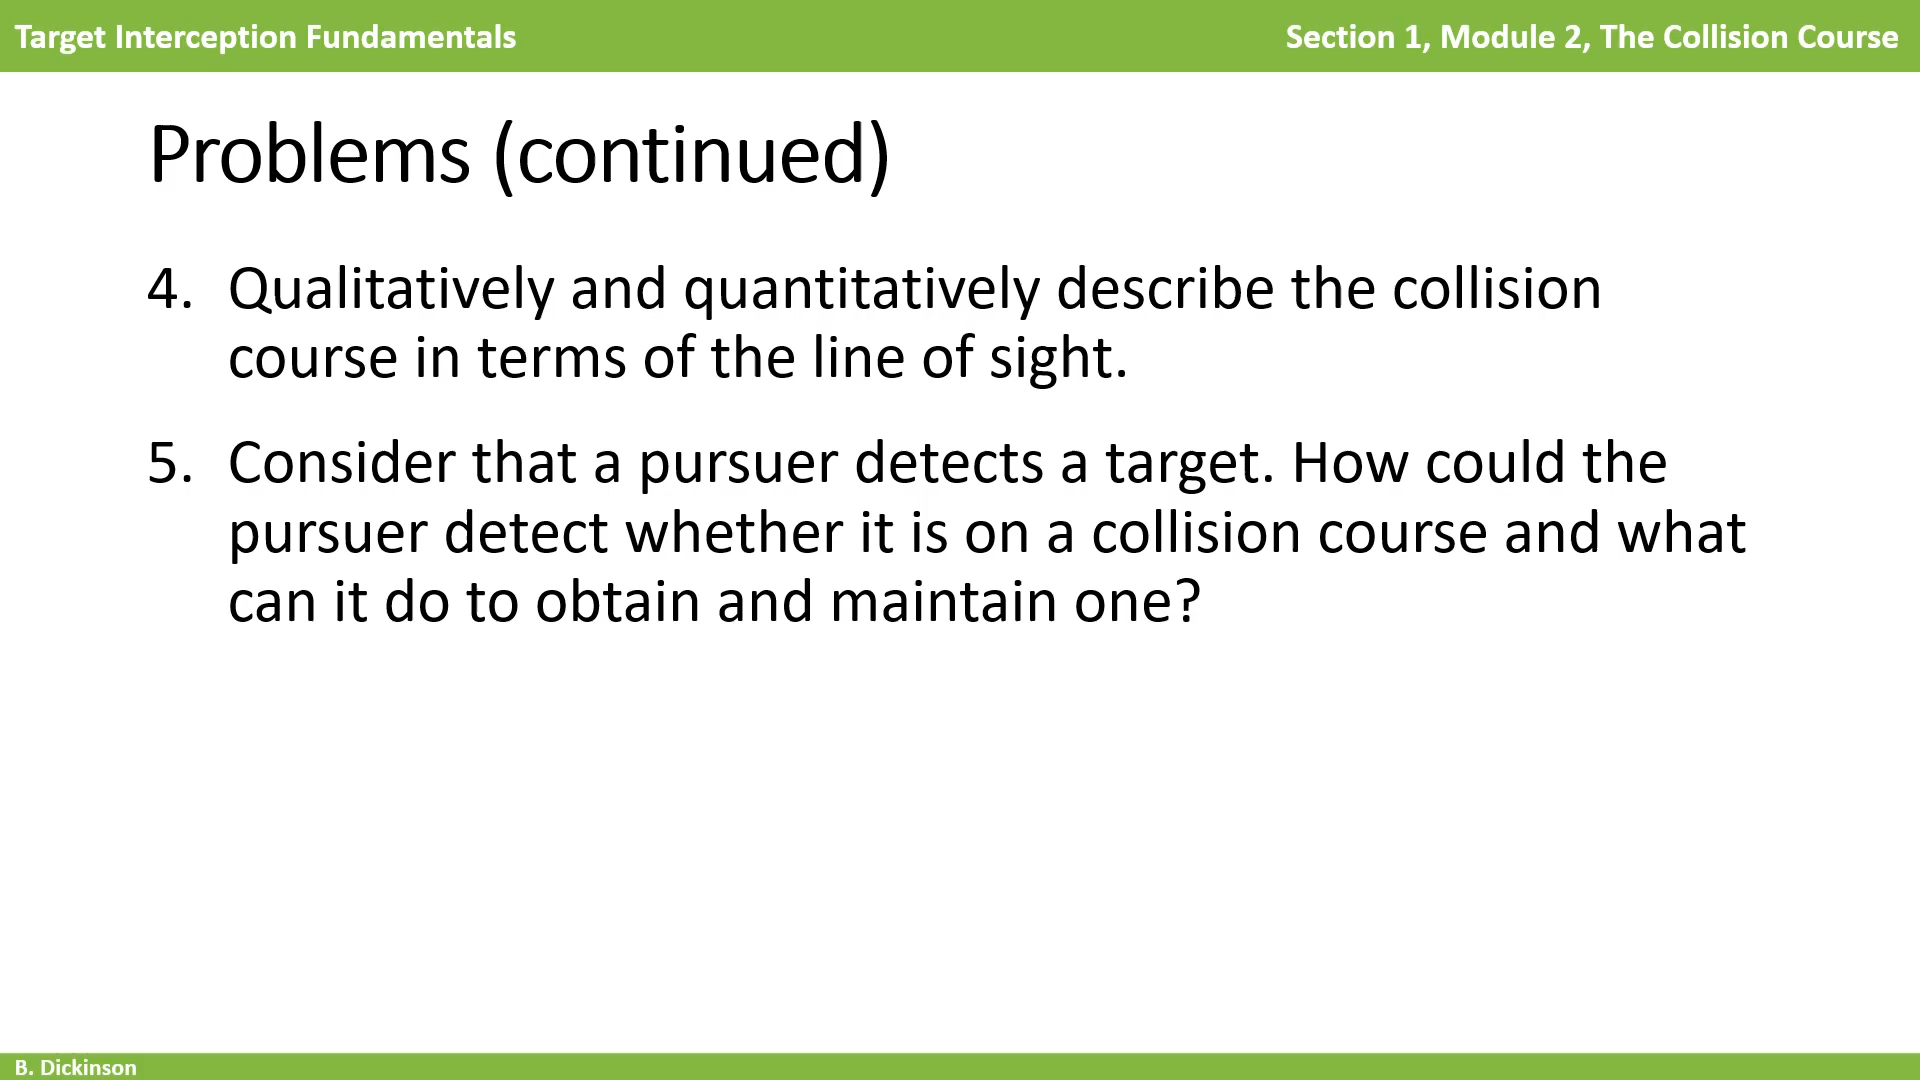 Target Interception Fundamentals
Section 1, Module 2, The Collision Course
Problems (continued)
4. Qualitatively and quantitatively describe the collision
course in terms of the line of sight.
5. Consider that a pursuer detects a target. How could the
pursuer detect whether it is on a collision course and what
can it do to obtain and maintain one?
B. Dickinson